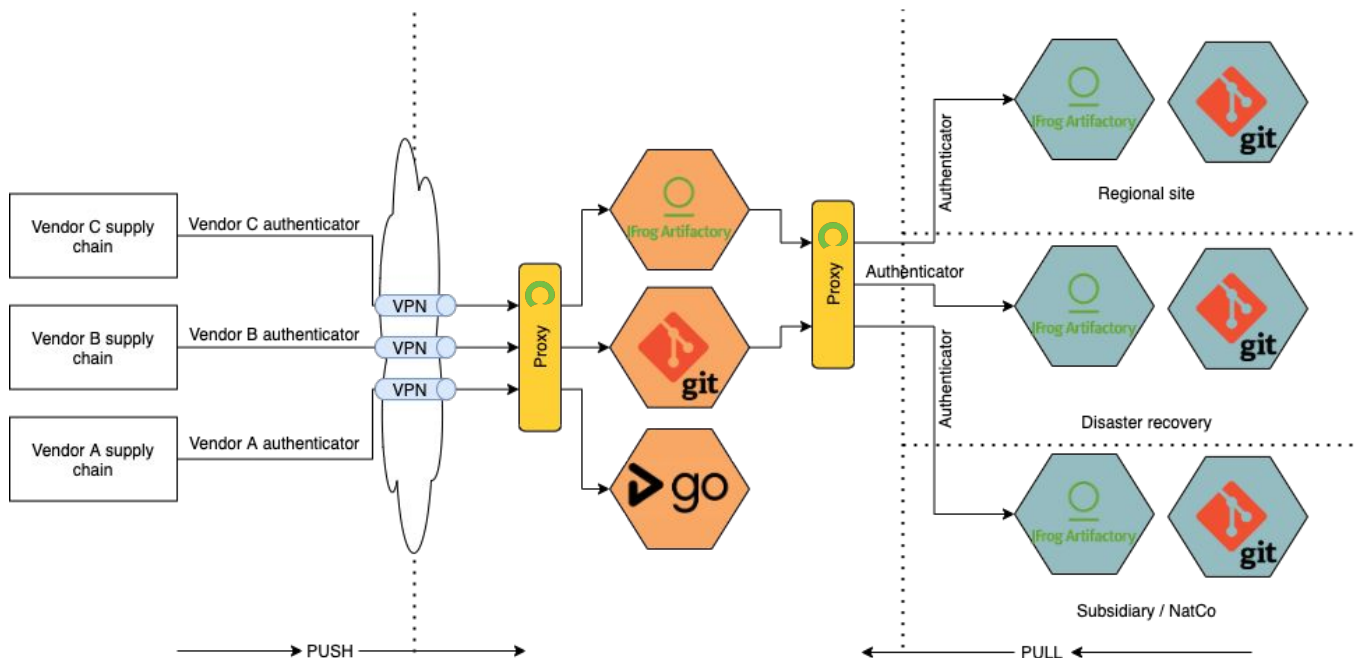 Vendor C supply
chain
Vendor C authenticator
Vendor B supply
chain
Vendor B authenticator
Vendor A supply
chain
Vendor A authenticator
VPN
VPN
VPN
Proxy
JFrog Artifactory
git
go
Proxy
Authenticator
Authenticator
Authenticator
JFrog Artifactory
git
Regional site
JFrog Artifactory
git
Disaster recovery
JFrog Artifactory
git
Subsidiary / NatCo
PUSH
PULL